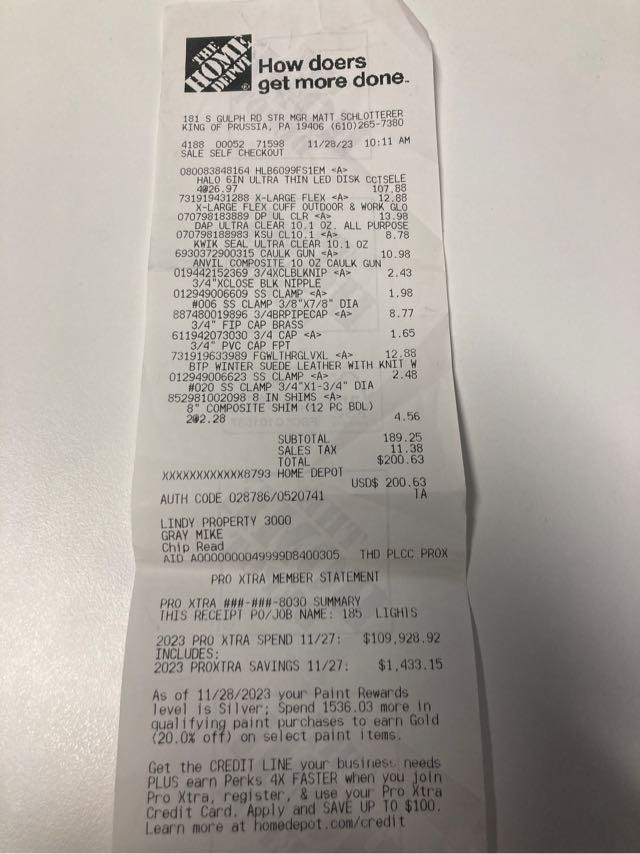 THE HOME DEPOT
How doers
get more done.
181 S GULPH RD STR MGR MATT SCHLOTTERER
KING OF PRUSSIA, PA 19406 (610)265-7380
4188 00052 71598 11/28/23 10:11 AM
SALE SELF CHECKOUT
080083848164 HLB6099FS1EM <A>
HALO 6IN ULTRA THIN LED DISK CCTSELE
4@26.97 107.88
731919431288 X-LARGE FLEX <A> 12.88
X-LARGE FLEX CUFF OUTDOOR & WORK GLO
070798183889 DP UL CLR <A> 13.98
DAP ULTRA CLEAR 10.1 OZ. ALL PURPOSE
070798188983 KSU CL10.1 <A> 8.78
KWIK SEAL ULTRA CLEAR 10.1 OZ
6930372900315 CAULK GUN <A> 10.98
ANVIL COMPOSITE 10 OZ CAULK GUN
019442152369 3/4XCLBLKNIP <A> 2.43
3/4"XCLOSE BLK NIPPLE
012949006609 SS CLAMP <A> 1.98
#006 SS CLAMP 3/8"X7/8" DIA
887480019896 3/4BRPIPECAP <A> 8.77
3/4" FIP CAP BRASS
611942073030 3/4 CAP <A> 1.65
3/4" PVC CAP FPT
731919633989 FGWLTHRGLVXL <A> 12.88
BTP WINTER SUEDE LEATHER WITH KNIT W
012949006623 SS CLAMP <A> 2.48
#020 SS CLAMP 3/4"X1-3/4" DIA
852981002098 8 IN SHIMS <A>
8" COMPOSITE SHIM (12 PC BDL)
2@2.28 4.56
SUBTOTAL 189.25
SALES TAX 11.38
TOTAL $200.63
XXXXXXXXXXXX8793 HOME DEPOT
USD$ 200.63
AUTH CODE 028786/0520741 TA
LINDY PROPERTY 3000
GRAY MIKE
Chip Read
AID A0000000049999D8400305 THD PLCC PROX
PRO XTRA MEMBER STATEMENT
PRO XTRA ###-###-8030 SUMMARY
THIS RECEIPT PO/JOB NAME: 185 LIGHTS
2023 PRO XTRA SPEND 11/27: $109,928.92
INCLUDES:
2023 PROXTRA SAVINGS 11/27: $1,433.15
As of 11/28/2023 your Paint Rewards
level is Silver; Spend 1536.03 more in
qualifying paint purchases to earn Gold
(20.0% off) on select paint items.
Get the CREDIT LINE your business needs
PLUS earn Perks 4X FASTER when you join
Pro Xtra, register, & use your Pro Xtra
Credit Card. Apply and SAVE UP TO $100.
Learn more at homedepot.com/credit